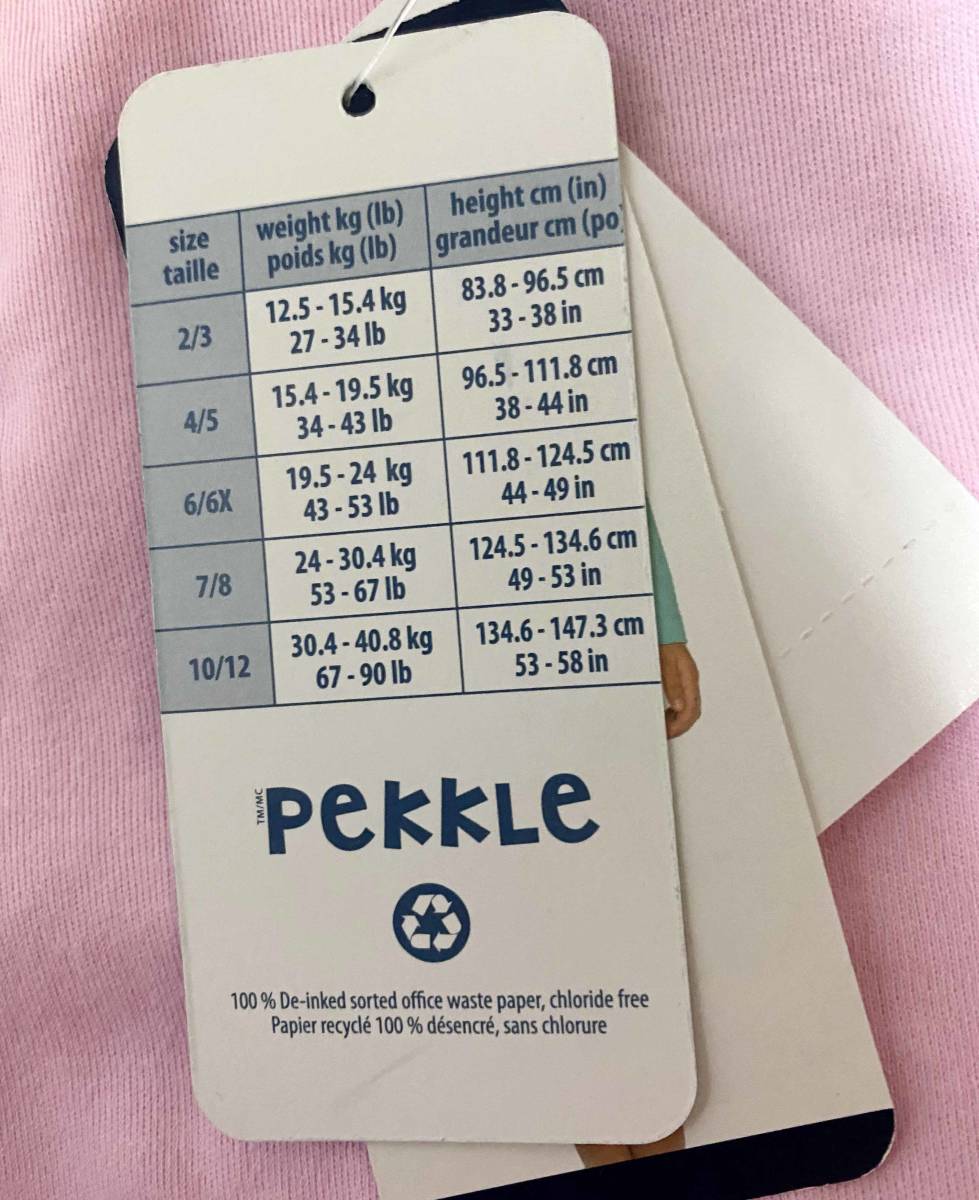 size
taille
weight kg (lb)
poids kg (lb)
height cm (in)
grandeur cm (po
2/3
12.5 - 15.4 kg
27 - 34 lb
83.8 - 96.5 cm
33 - 38 in
4/5
15.4 - 19.5 kg
34 - 43 lb
96.5 - 111.8 cm
38 - 44 in
6/6X
19.5 - 24 kg
43 - 53 lb
111.8 - 124.5 cm
44 - 49 in
7/8
24 - 30.4 kg
53 - 67 lb
124.5 - 134.6 cm
49 - 53 in
10/12
30.4 - 40.8 kg
67 - 90 lb
134.6 - 147.3 cm
53 - 58 in
TM/MC
PeKKLe
100 % De-inked sorted office waste paper, chloride free
Papier recyclé 100 % désencré, sans chlorure